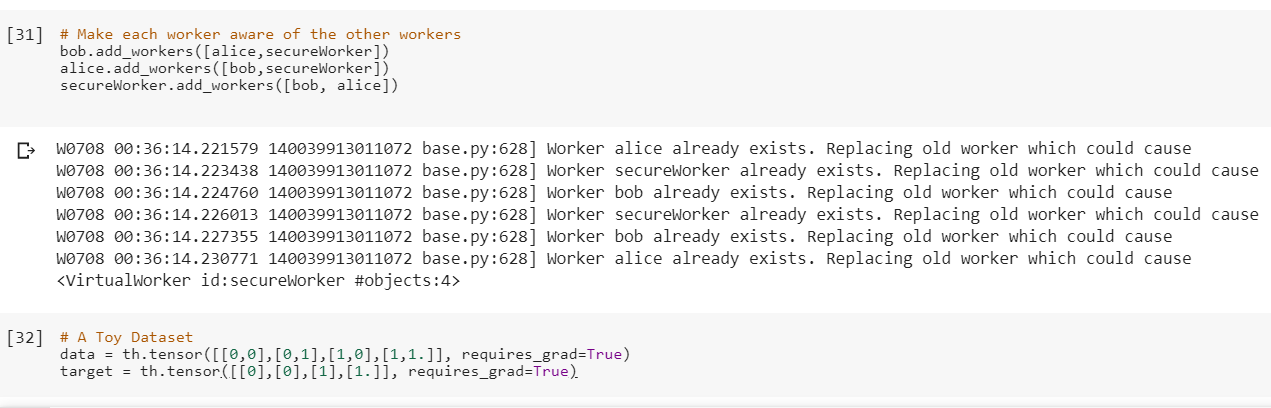 [31] # Make each worker aware of the other workers
bob.add_workers([alice,secureWorker])
alice.add_workers([bob,secureWorker])
secureWorker.add_workers([bob, alice])
W0708 00:36:14.221579 140039913011072 base.py:628] Worker alice already exists. Replacing old worker which could cause
W0708 00:36:14.223438 140039913011072 base.py:628] Worker secureWorker already exists. Replacing old worker which could cause
W0708 00:36:14.224760 140039913011072 base.py:628] Worker bob already exists. Replacing old worker which could cause
W0708 00:36:14.226013 140039913011072 base.py:628] Worker secureWorker already exists. Replacing old worker which could cause
W0708 00:36:14.227355 140039913011072 base.py:628] Worker bob already exists. Replacing old worker which could cause
W0708 00:36:14.230771 140039913011072 base.py:628] Worker alice already exists. Replacing old worker which could cause
<VirtualWorker id:secureWorker #objects:4>
[32] # A Toy Dataset
data = th.tensor([[0,0],[0,1],[1,0],[1,1.]], requires_grad=True)
target = th.tensor([[0],[0],[1],[1.]], requires_grad=True)